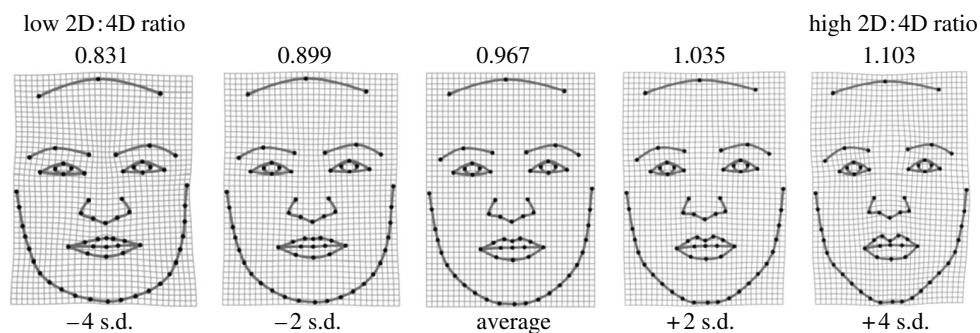 low 2D:4D ratio high 2D:4D ratio
0.831 0.899 0.967 1.035 1.103
−4 s.d. −2 s.d. average +2 s.d. +4 s.d.